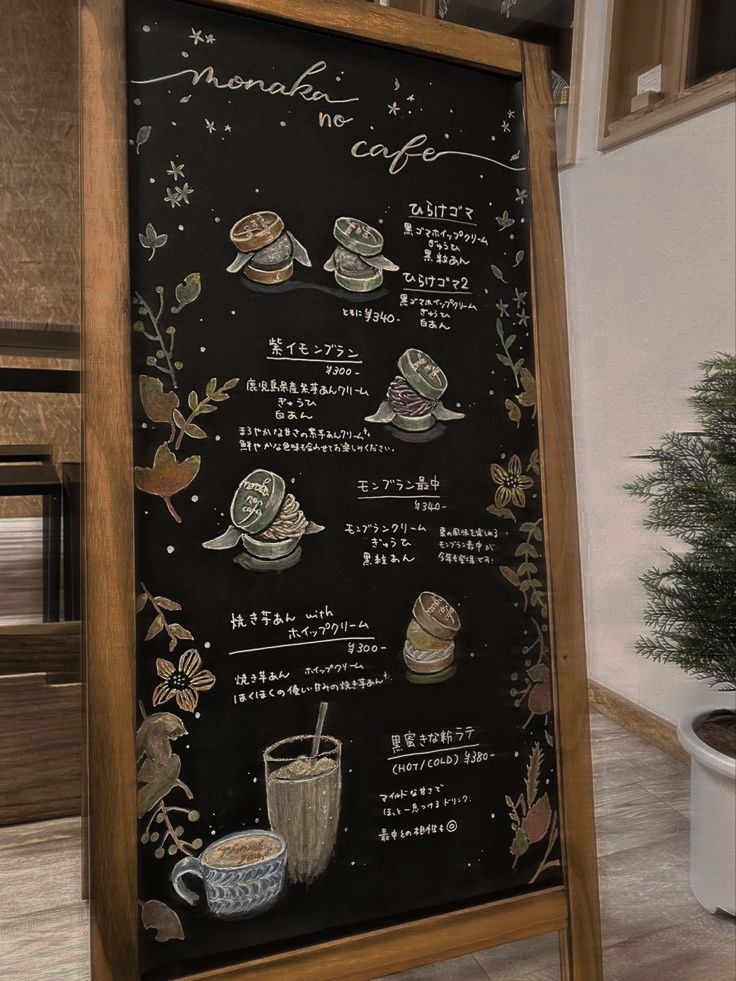 monaka
no
cafe
ひらけゴマ
黒ゴマホイップクリーム
ぎゅうひ
黒粒あん
ひらけゴマ2
黒ゴマホイップクリーム
ぎゅうひ
白あん
ともに ¥340-
紫イモンブラン
¥300-
鹿児島県産紫芋あんクリーム
ぎゅうひ
白あん
まろやかな甘さの紫芋あんクリーム
鮮やかな色味も合わせてお楽しみください。
モンブラン最中
¥340-
モンブランクリーム
ぎゅうひ
黒粒あん
栗の風味を楽しめる
モンブラン最中が
今年も登場です!
monaka
no
cafe
焼き芋あん with
ホイップクリーム
¥300-
焼き芋あん ホイップクリーム
ほくほくの優しい甘みの焼き芋あん
黒蜜きな粉ラテ
(HOT/COLD) ¥380-
マイルドな甘さで
ほっと一息つけるドリンク.
最中との相性も◎